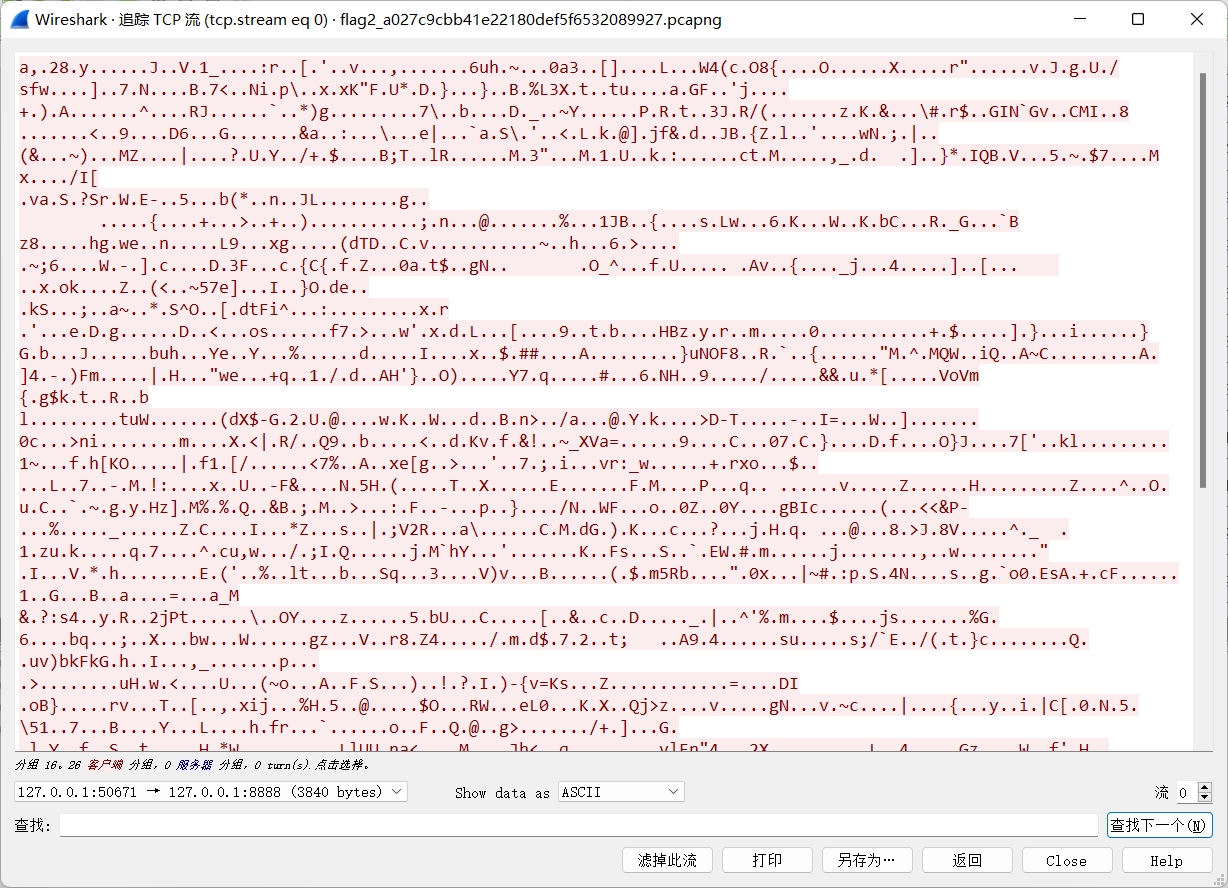 Wireshark · 追踪 TCP 流 (tcp.stream eq 0) · flag2_a027c9cbb41e22180def5f6532089927.pcapng
a,.28.y......J..V.1_....:r..[.'..v...,.......6uh.~...0a3..[]....L...W4(c.O8{....O......X.....r"......v.J.g.U./
sfw....]..7.N....B.7<..Ni.p\..x.xK"F.U*.D.}...}..B.%L3X.t..tu....a.GF..'j....
+.).A.......^....RJ......`..*)g.........7\..b....D._..~Y......P.R.t..3J.R/(.......z.K.&...\#.r$..GIN`Gv..CMI..8
.......<..9....D6...G.......&a..:...\...e|...`a.S\.'..<.L.k.@].jf&.d..JB.{Z.l..'....wN.;.|..
(&...~)...MZ....|....?.U.Y../+.$....B;T..lR......M.3"...M.1.U..k.:......ct.M.....,_.d.  .]..}*.IQB.V...5.~.$7....M
x..../I[
.va.S.?Sr.W.E-..5...b(*..n..JL........g..
.....{....+...>..+..)...........;.n...@.......%...1JB..{....s.Lw...6.K...W..K.bC...R._G...`B
z8.....hg.we..n.....L9...xg.....(dTD..C.v...........~..h...6.>....
.~;6....W.-.].c....D.3F...c.{C{.f.Z...0a.t$..gN..	.O_^...f.U..... .Av..{...._j...4.....]..[...
..x.ok....Z..(<..~57e]...I..}O.de..
.kS...;..a~..*.S^O..[.dtFi^...:.........x.r
.'...e.D.g......D..<...os......f7.>...w'.x.d.L...[....9..t.b....HBz.y.r..m.....0...........+.$.....].}...i......}
G.b...J......buh...Ye..Y...%......d.....I....x..$.##....A.........}uNOF8..R.`..{......"M.^.MQW..iQ..A~C.........A.
]4.-.)Fm.....|.H..."we...+q..1./.d..AH'}..O).....Y7.q.....#...6.NH..9...../.....&&.u.*[.....VoVm
{.g$k.t..R..b
l.........tuW.......(dX$-G.2.U.@....w.K..W...d..B.n>../a...@.Y.k....>D-T.....-..I=...W..].......
0c...>ni........m....X.<|.R/..Q9..b.....<..d.Kv.f.&!..~_XVa=......9....C...07.C.}....D.f....O}J....7['..kl.........
1~...f.h[KO.....|.f1.[/......<7%..A..xe[g..>...'..7.;.i...vr:_w......+.rxo...$..
...L..7..-.M.!:....x..U..-F&....N.5H.(.....T..X......E.......F.M....P...q.. ......v.....Z......H.........Z....^..O.
u.C..`.~.g.y.Hz].M%.%.Q..&B.;.M..>...:.F..-...p..}..../N..WF...o..0Z..0Y....gBIc......(...<<&P-
...%....._......Z.C....I...*Z...s..|.;V2R...a\......C.M.dG.).K...c...?...j.H.q. ...@...8.>J.8V.....^._	.
1.zu.k.....q.7....^.cu,w.../.;I.Q......j.M`hY...'.......K..Fs...S..`.EW.#.m......j........,..w........"
.I...V.*.h........E.('..%..lt...b...Sq...3....V)v...B......(.$.m5Rb....".0x...|~#.:p.S.4N....s..g.`o0.EsA.+.cF......
1..G...B..a....=...a_M
&.?:s4..y.R..2jPt......\..OY....z......5.bU...C.....[..&..c..D....._.|..^'%.m....$....js.......%G.
6....bq...;..X...bw...W......gz...V..r8.Z4...../.m.d$.7.2..t;	..A9.4......su.....s;/`E../(.t.}c........Q.
.uv)bkFkG.h..I...,_.......p...
.>........uH.w.<....U...(~o...A..F.S...)..!.?.I.)-{v=Ks...Z............=....DI
.oB}.....rv...T..[..,.xij...%H.5..@.....$O...RW...eL0...K.X..Qj>z....v.....gN...v.~c....|....{...y..i.|C[.0.N.5.
\51..7...B....Y...L....h.fr...`......o..F..Q.@..g>......./+.]...G.
分组 16。26 客户端 分组，0 服务器 分组，0 turn(s).点击选择。
127.0.0.1:50671 → 127.0.0.1:8888 (3840 bytes)
Show data as
ASCII
流 0
查找:
查找下一个(N)
滤掉此流
打印
另存为…
返回
Close
Help